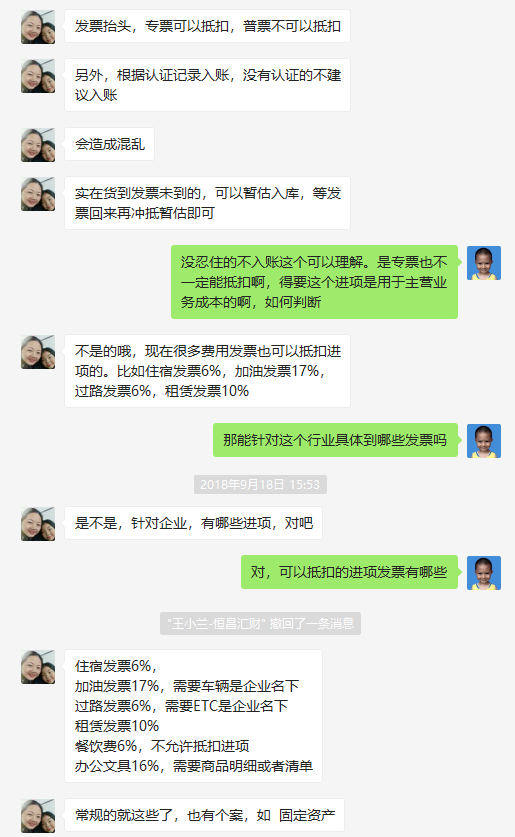 发票抬头，专票可以抵扣，普票不可以抵扣
另外，根据认证记录入账，没有认证的不建
议入账
会造成混乱
实在货到发票未到的，可以暂估入库，等发
票回来再冲抵暂估即可
没忍住的不入账这个可以理解。是专票也不
一定能抵扣啊，得要这个进项是用于主营业
务成本的啊，如何判断
不是的哦，现在很多费用发票也可以抵扣进
项的。比如住宿发票6%，加油发票17%，
过路发票6%，租赁发票10%
那能针对这个行业具体到哪些发票吗
2018年9月18日 15:53
是不是，针对企业，有哪些进项，对吧
对，可以抵扣的进项发票有哪些
"王小兰-恒昌汇财" 撤回了一条消息
住宿发票6%，
加油发票17%，需要车辆是企业名下
过路发票6%，需要ETC是企业名下
租赁发票10%
餐饮费6%，不允许抵扣进项
办公文具16%，需要商品明细或者清单
常规的就这些了，也有个案，如  固定资产